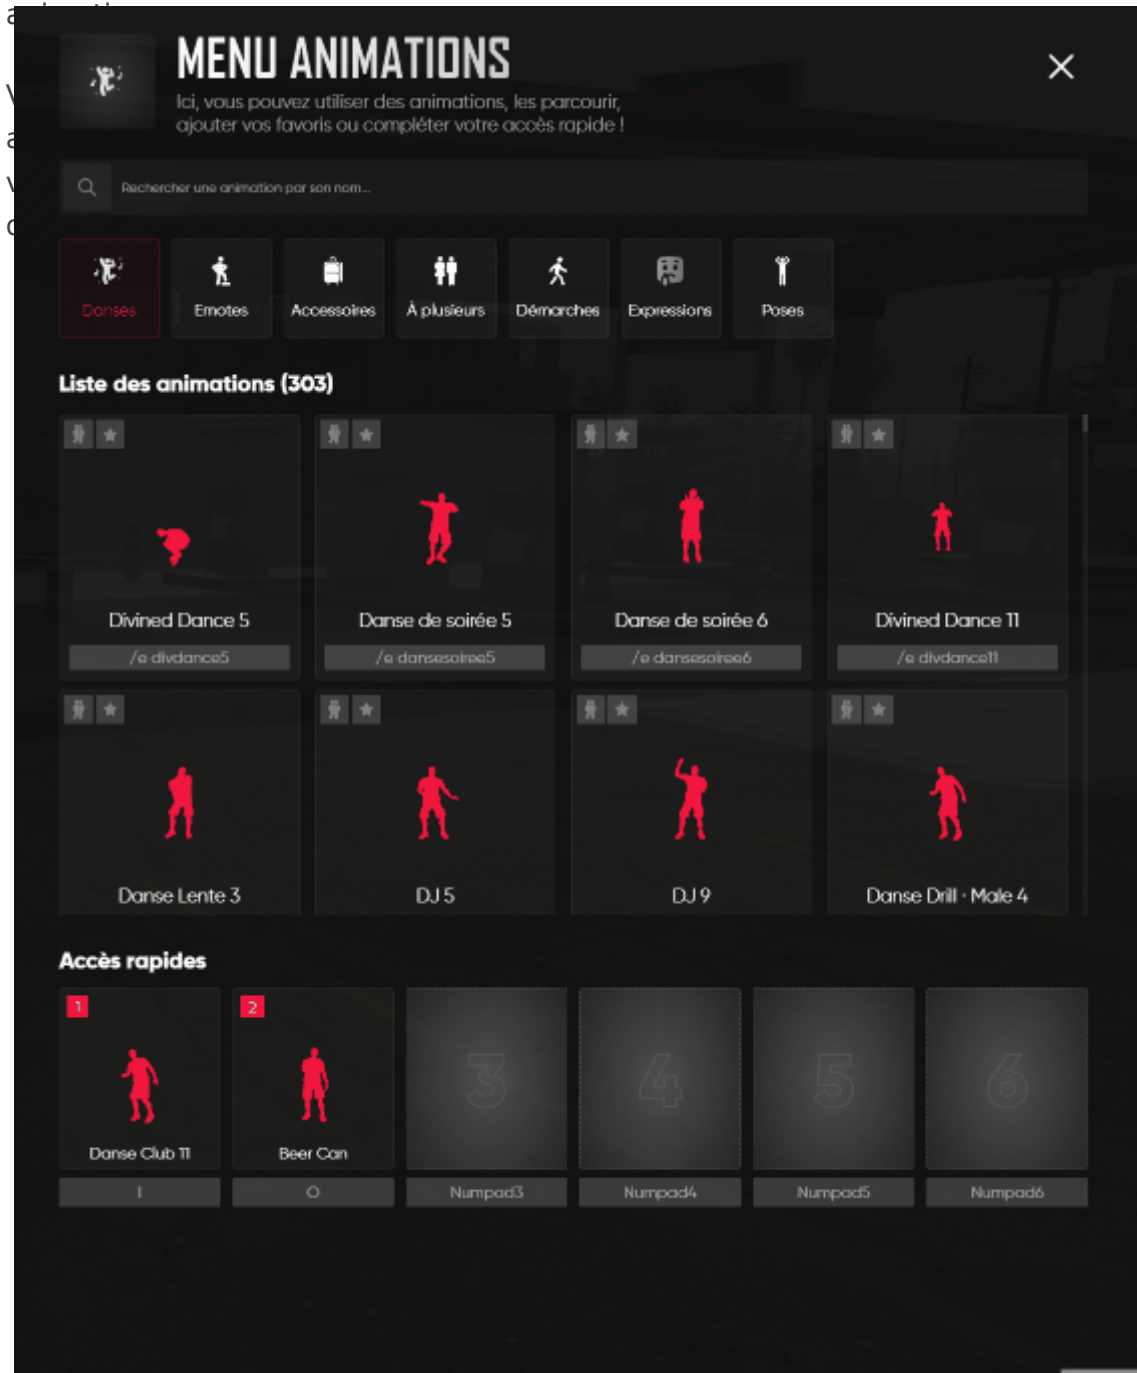 MENU ANIMATIONS
Ici, vous pouvez utiliser des animations, les parcourir,
ajouter vos favoris ou compléter votre accès rapide !
Rechercher une animation par son nom...
Danses Emotes Accessoires À plusieurs Démarches Expressions Poses
Liste des animations (303)
Divined Dance 5 Danse de soirée 5 Danse de soirée 6 Divined Dance 11
/e divdance5 /e dansesoiree5 /e dansesoiree6 /e divdance11
Danse Lente 3 DJ 5 DJ 9 Danse Drill · Male 4
Accès rapides
1 2 3 4 5 6
Danse Club 11 Beer Can
I O Numpad3 Numpad4 Numpad5 Numpad6